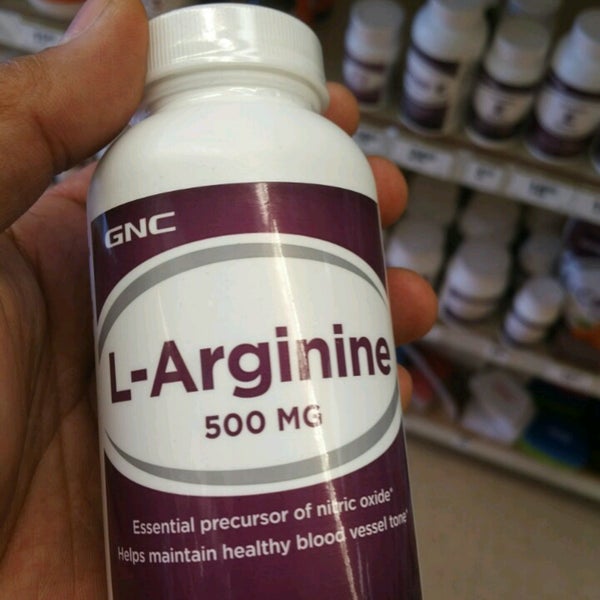 GNC
L-Arginine
500 MG
Essential precursor of nitric oxide*
Helps maintain healthy blood vessel tone*